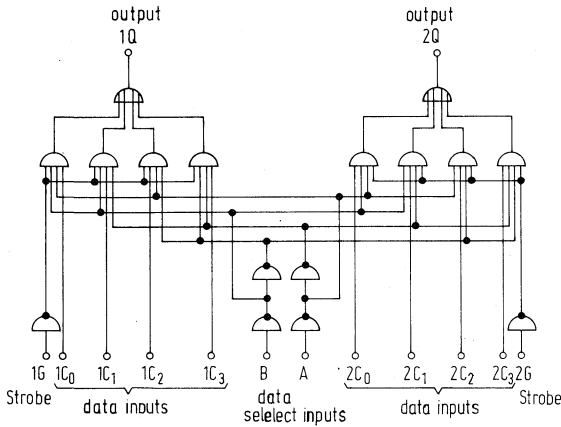 output output
1Q 2Q
1G 1C0 1C1 1C2 1C3 B A 2C0 2C1 2C2 2C3 2G
Strobe data inputs data selelect inputs data inputs Strobe